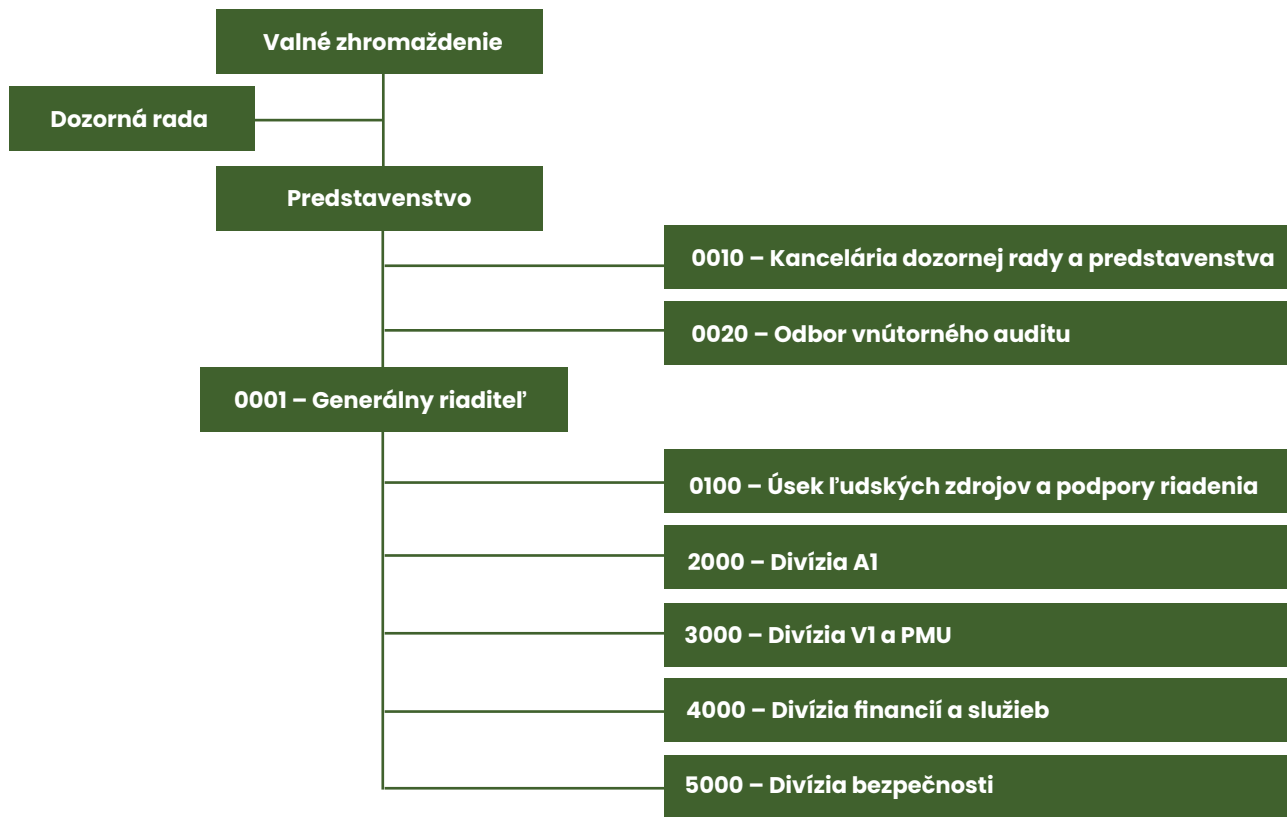 Valné zhromaždenie
Dozorná rada
Predstavenstvo
0010 – Kancelária dozornej rady a predstavenstva
0020 – Odbor vnútorného auditu
0001 – Generálny riaditeľ
0100 – Úsek ľudských zdrojov a podpory riadenia
2000 – Divízia A1
3000 – Divízia V1 a PMU
4000 – Divízia financií a služieb
5000 – Divízia bezpečnosti